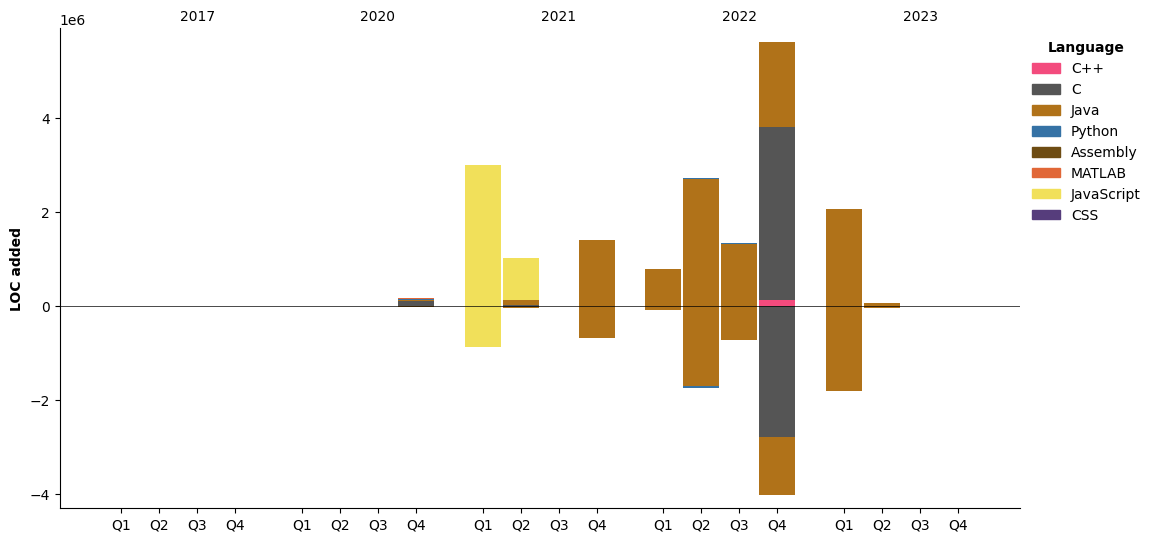 2017 2020 2021 2022 2023
1e6
Language
C++
C
Java
Python
Assembly
MATLAB
JavaScript
CSS
LOC added
4
2
0
−2
−4
Q1 Q2 Q3 Q4 Q1 Q2 Q3 Q4 Q1 Q2 Q3 Q4 Q1 Q2 Q3 Q4 Q1 Q2 Q3 Q4